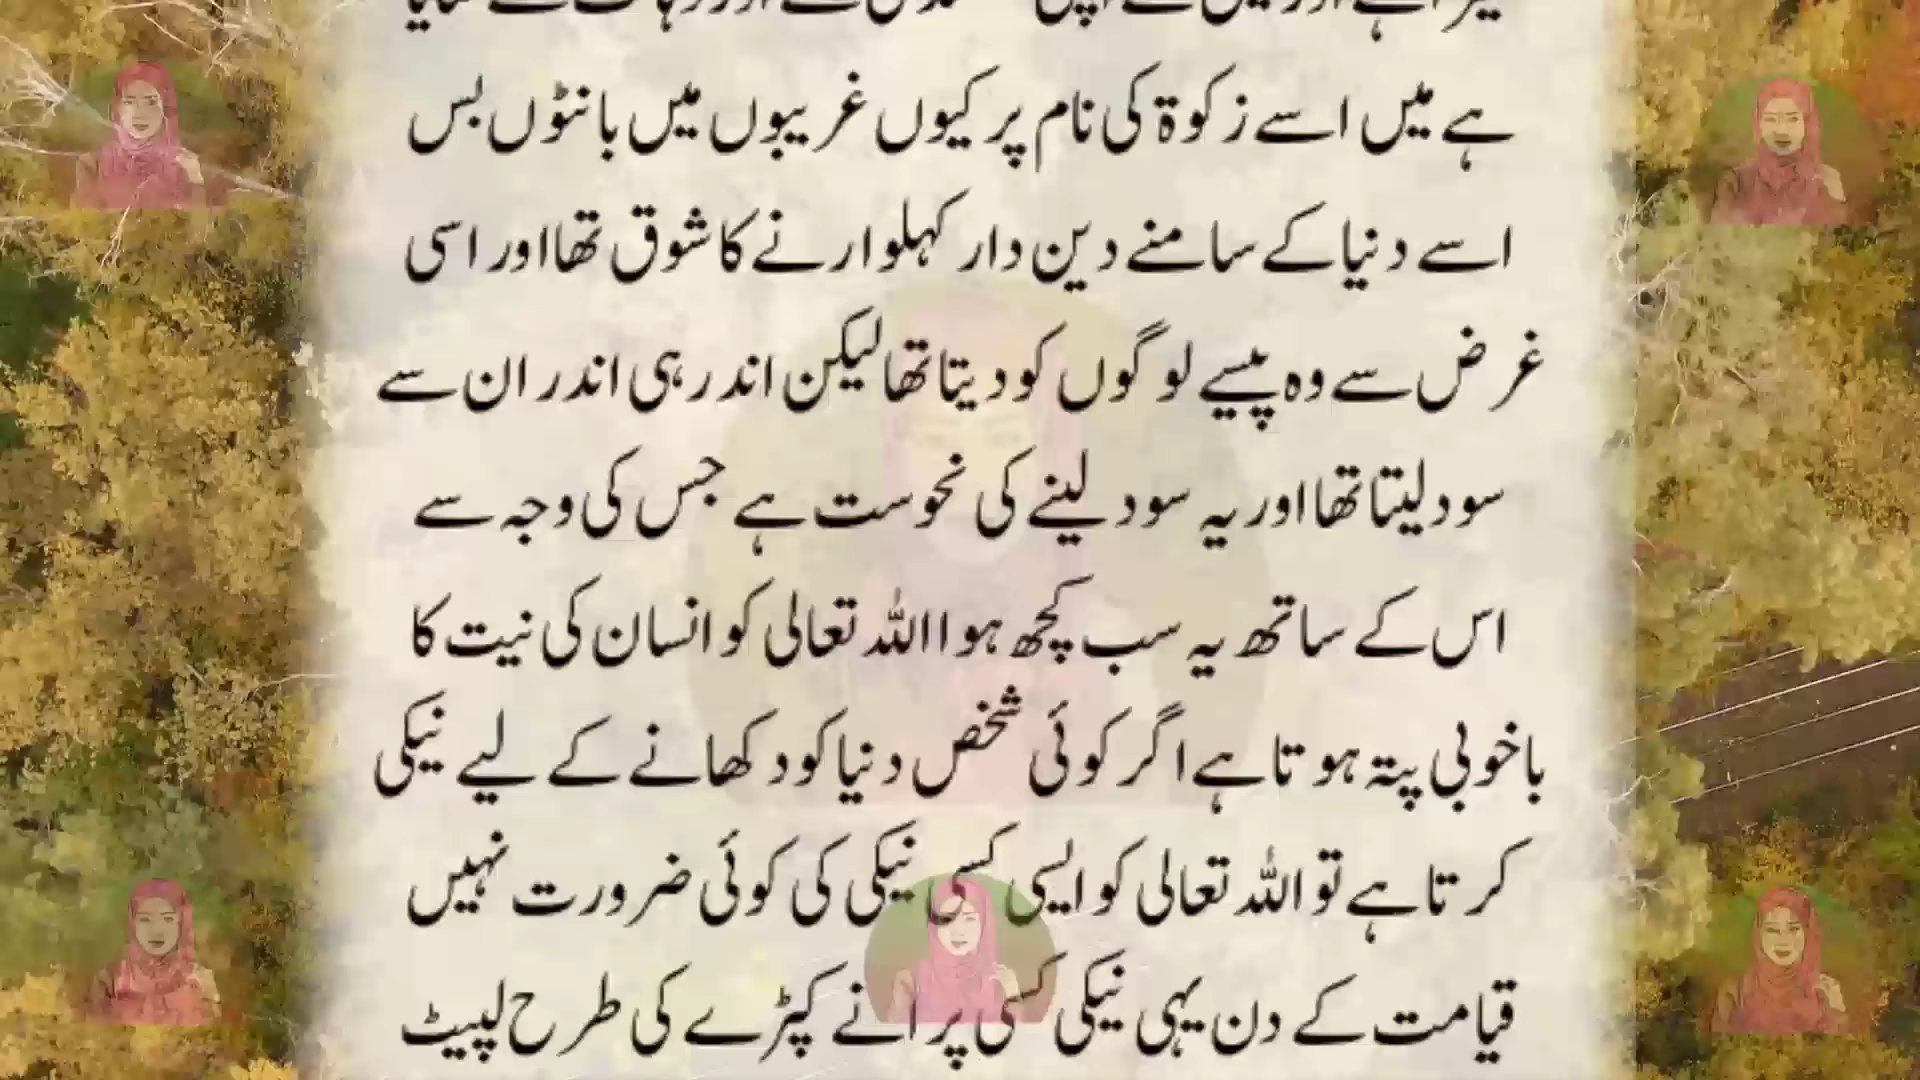 ہے میں اسے زکوۃ کی نام پر کیوں غریبوں میں بانٹوں بس
اسے دنیا کے سامنے دین دار کہلوارنے کا شوق تھا اور اسی
غرض سے وہ پیسے لوگوں کو دیتا تھا لیکن اندر ہی اندر ان سے
سود لیتا تھا اور یہ سود لینے کی نحوست ہے جس کی وجہ سے
اس کے ساتھ یہ سب کچھ ہوا اللہ تعالی کو انسان کی نیت کا
باخوبی پتہ ہوتا ہے اگر کوئی شخص دنیا کو دکھانے کے لیے نیکی
کرتا ہے تو اللہ تعالی کو ایسی کسی نیکی کی کوئی ضرورت نہیں
قیامت کے دن یہی نیکی کسی پرانے کپڑے کی طرح لپیٹ